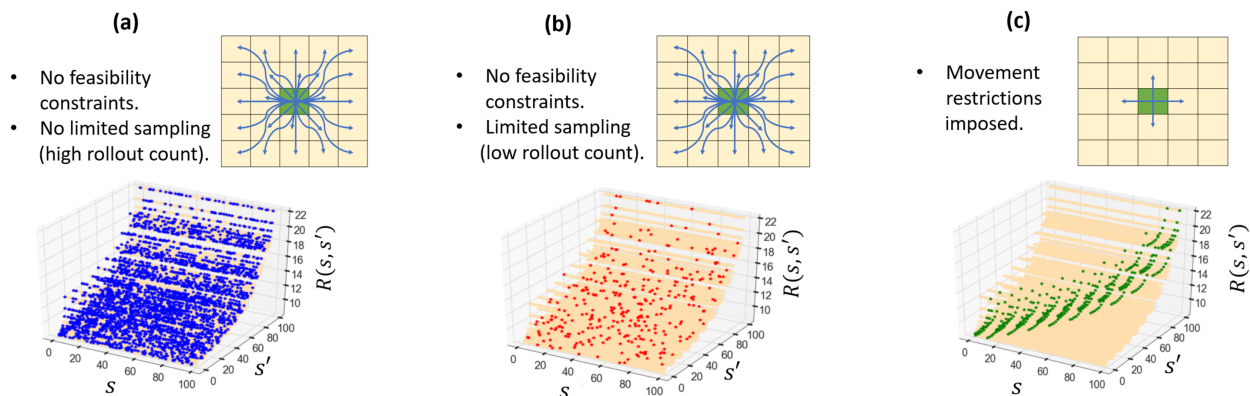 (a)
• No feasibility
constraints.
• No limited sampling
(high rollout count).
22
20
18
16
14
12
10
R(s, s′)
0
20
40
60
80
100
s
0
20
40
60
80
100
s′
(b)
• No feasibility
constraints.
• Limited sampling
(low rollout count).
22
20
18
16
14
12
10
R(s, s′)
0
20
40
60
80
100
s
0
20
40
60
80
100
s′
(c)
• Movement
restrictions
imposed.
22
20
18
16
14
12
10
R(s, s′)
0
20
40
60
80
100
s
0
20
40
60
80
100
s′